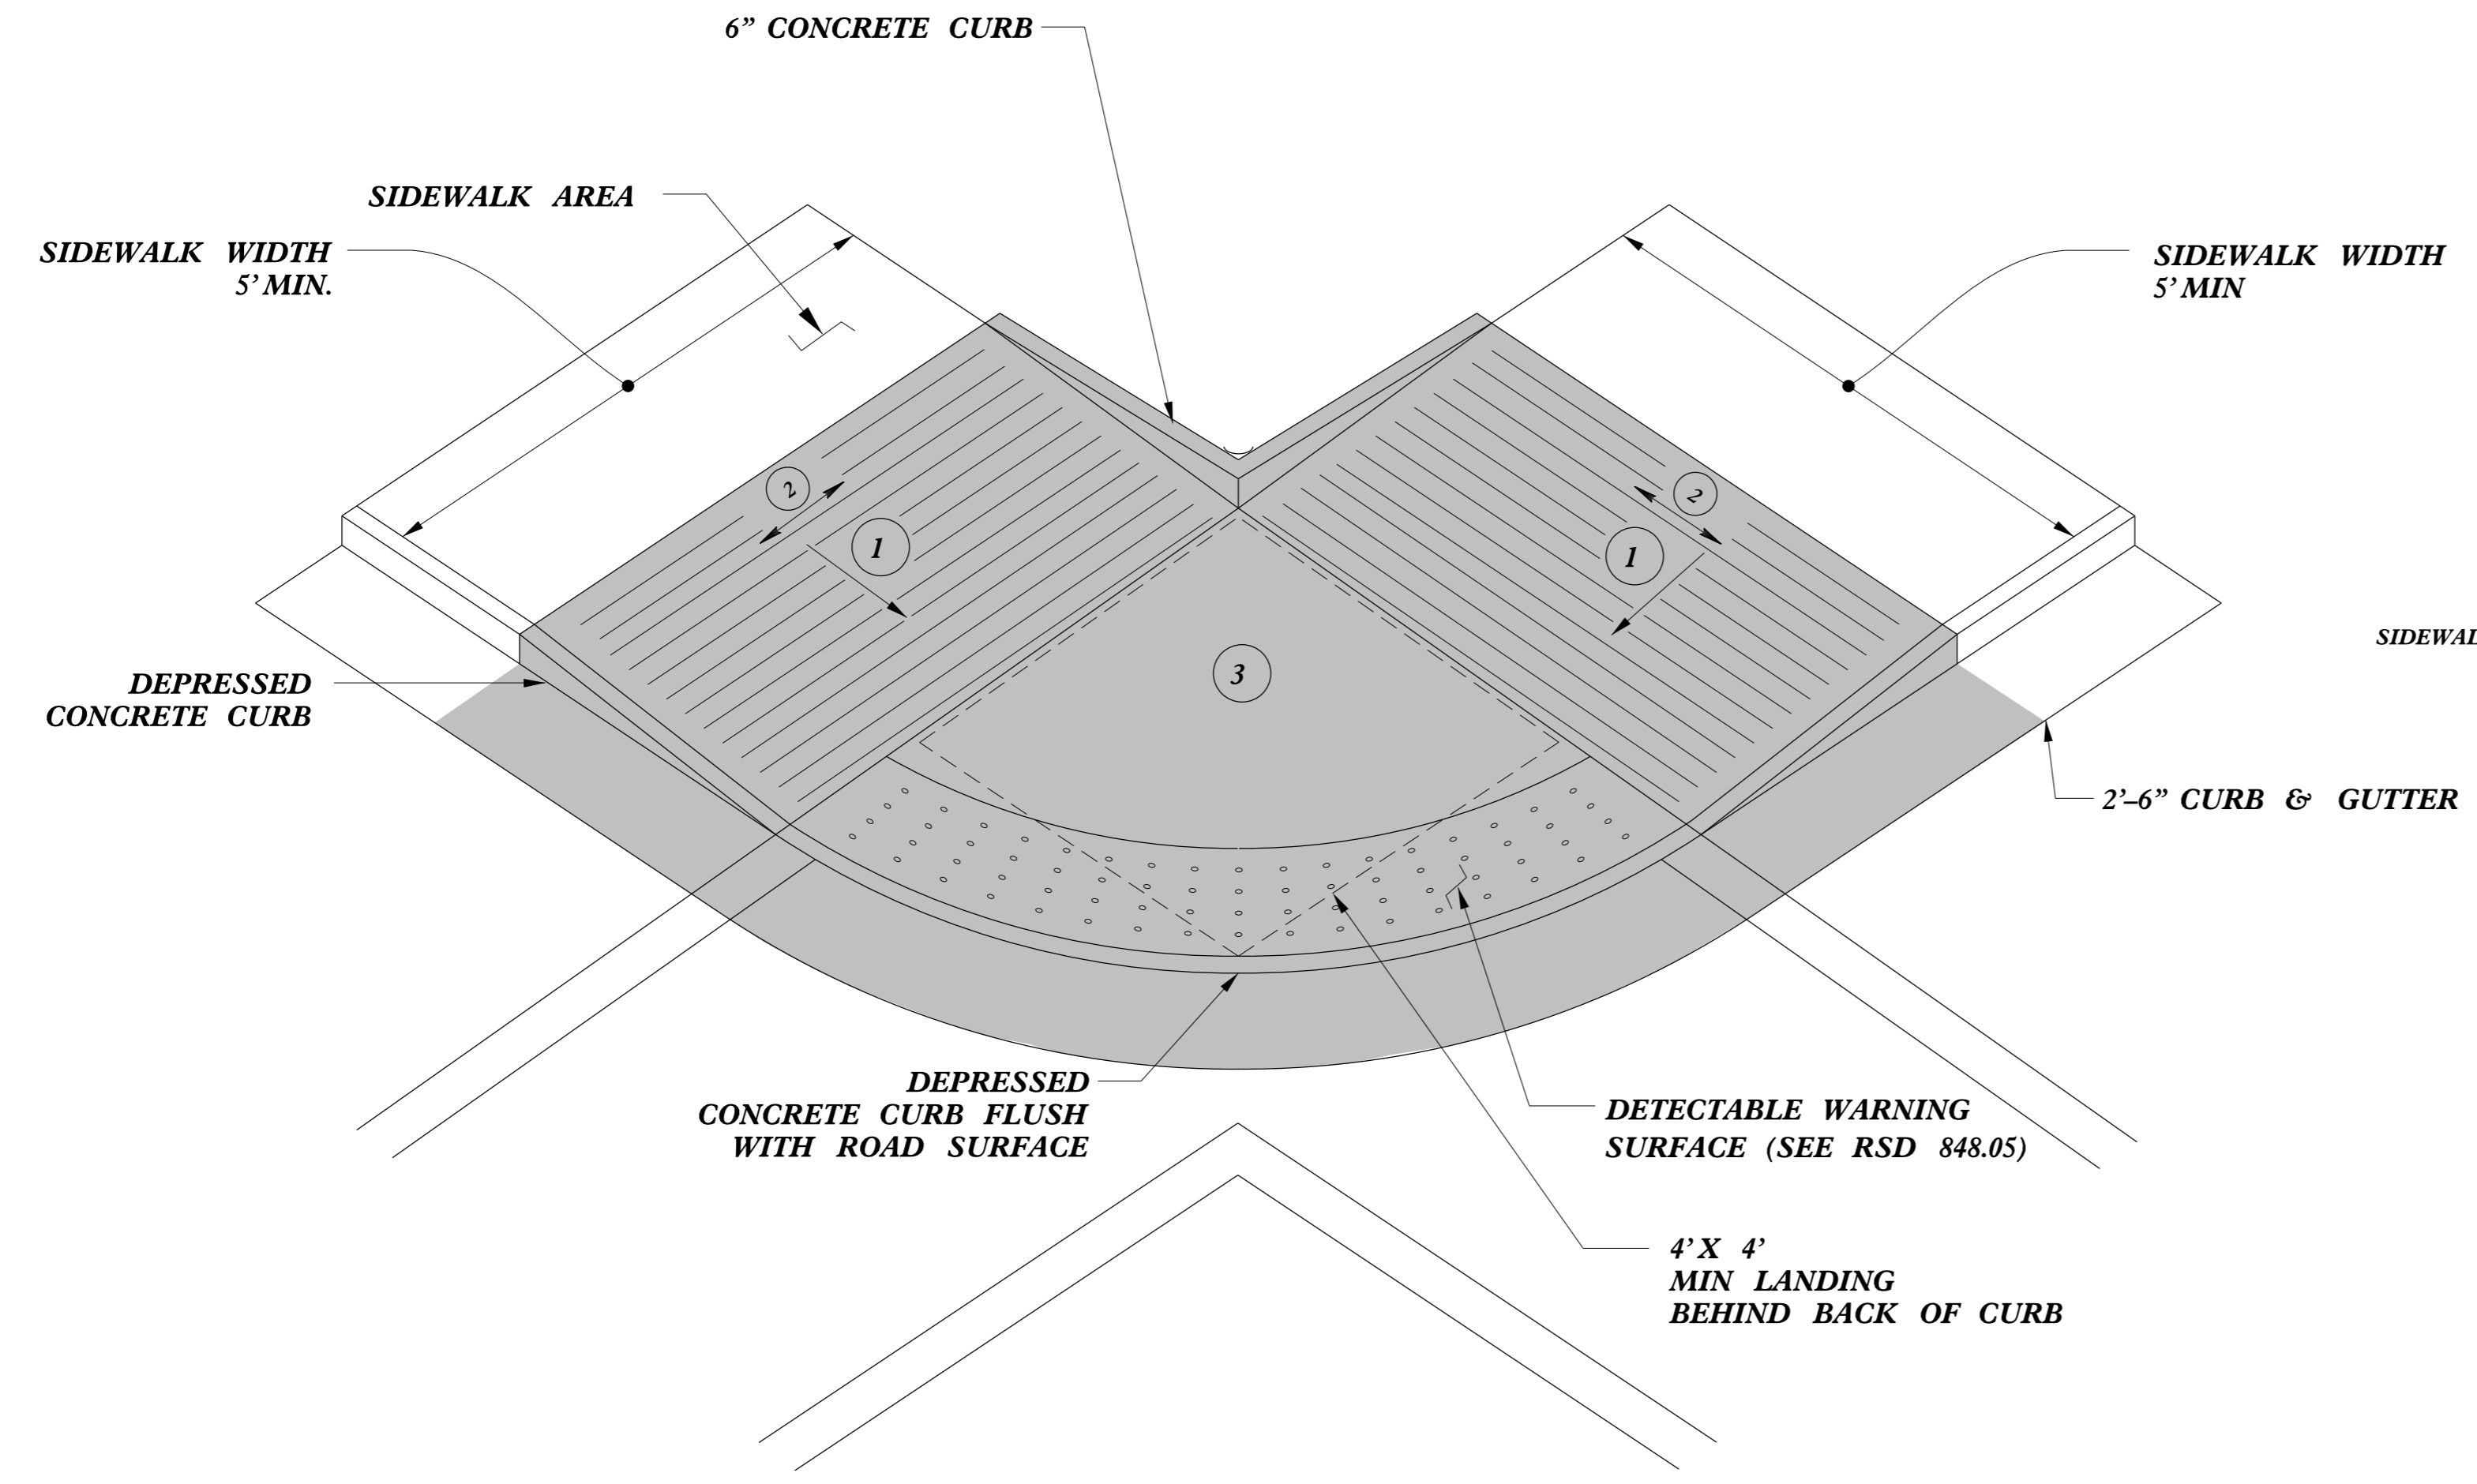 6” CONCRETE CURB
SIDEWALK AREA
SIDEWALK WIDTH
5’ MIN.
SIDEWALK WIDTH
5’ MIN
2
1
2
1
3
DEPRESSED
CONCRETE CURB
2’–6” CURB & GUTTER
DEPRESSED
CONCRETE CURB FLUSH
WITH ROAD SURFACE
DETECTABLE WARNING
SURFACE (SEE RSD 848.05)
4’ X 4’
MIN LANDING
BEHIND BACK OF CURB